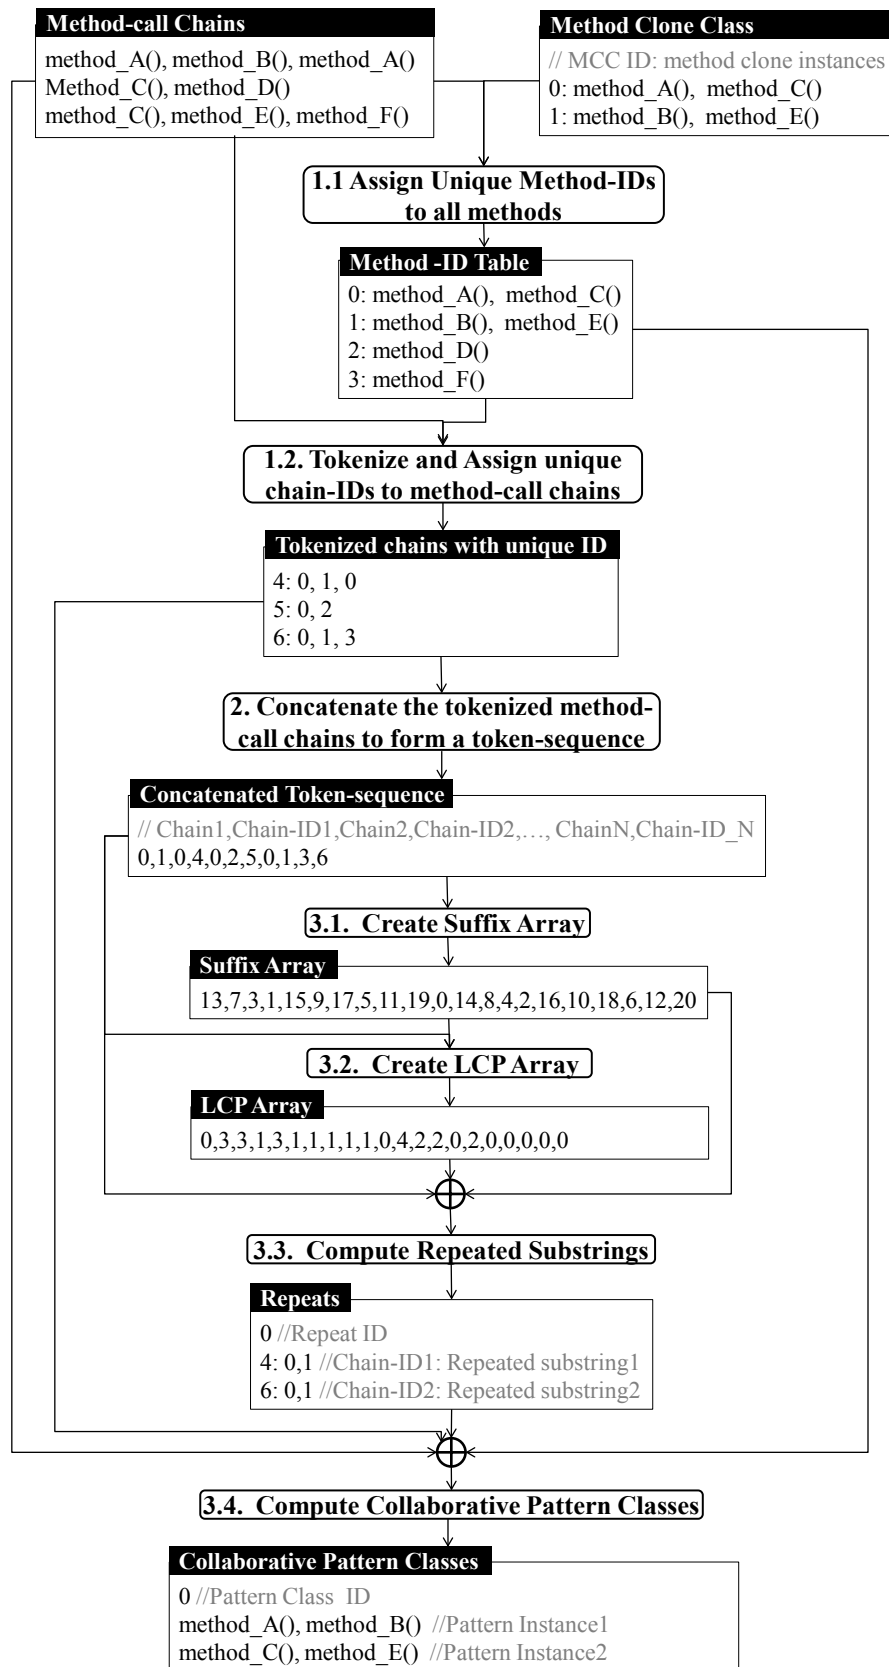 Method-call Chains
method_A(), method_B(), method_A()
Method_C(), method_D()
method_C(), method_E(), method_F()
Method Clone Class
// MCC ID: method clone instances
0: method_A(), method_C()
1: method_B(), method_E()
1.1 Assign Unique Method-IDs
to all methods
Method -ID Table
0: method_A(), method_C()
1: method_B(), method_E()
2: method_D()
3: method_F()
1.2. Tokenize and Assign unique
chain-IDs to method-call chains
Tokenized chains with unique ID
4: 0, 1, 0
5: 0, 2
6: 0, 1, 3
2. Concatenate the tokenized method-
call chains to form a token-sequence
Concatenated Token-sequence
// Chain1,Chain-ID1,Chain2,Chain-ID2,…, ChainN,Chain-ID_N
0,1,0,4,0,2,5,0,1,3,6
3.1. Create Suffix Array
Suffix Array
13,7,3,1,15,9,17,5,11,19,0,14,8,4,2,16,10,18,6,12,20
3.2. Create LCP Array
LCP Array
0,3,3,1,3,1,1,1,1,1,0,4,2,2,0,2,0,0,0,0,0
3.3. Compute Repeated Substrings
Repeats
0 //Repeat ID
4: 0,1 //Chain-ID1: Repeated substring1
6: 0,1 //Chain-ID2: Repeated substring2
3.4. Compute Collaborative Pattern Classes
Collaborative Pattern Classes
0 //Pattern Class ID
method_A(), method_B() //Pattern Instance1
method_C(), method_E() //Pattern Instance2